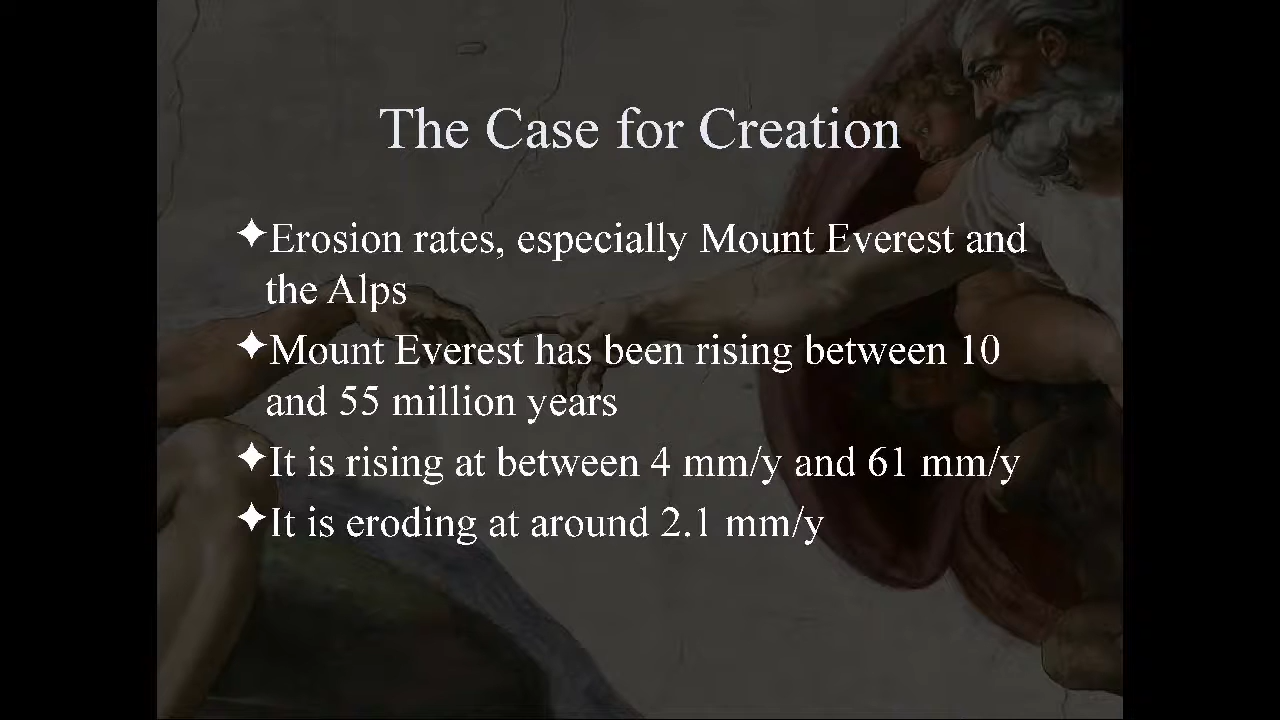 The Case for Creation
✦Erosion rates, especially Mount Everest and
the Alps
✦Mount Everest has been rising between 10
and 55 million years
✦It is rising at between 4 mm/y and 61 mm/y
✦It is eroding at around 2.1 mm/y